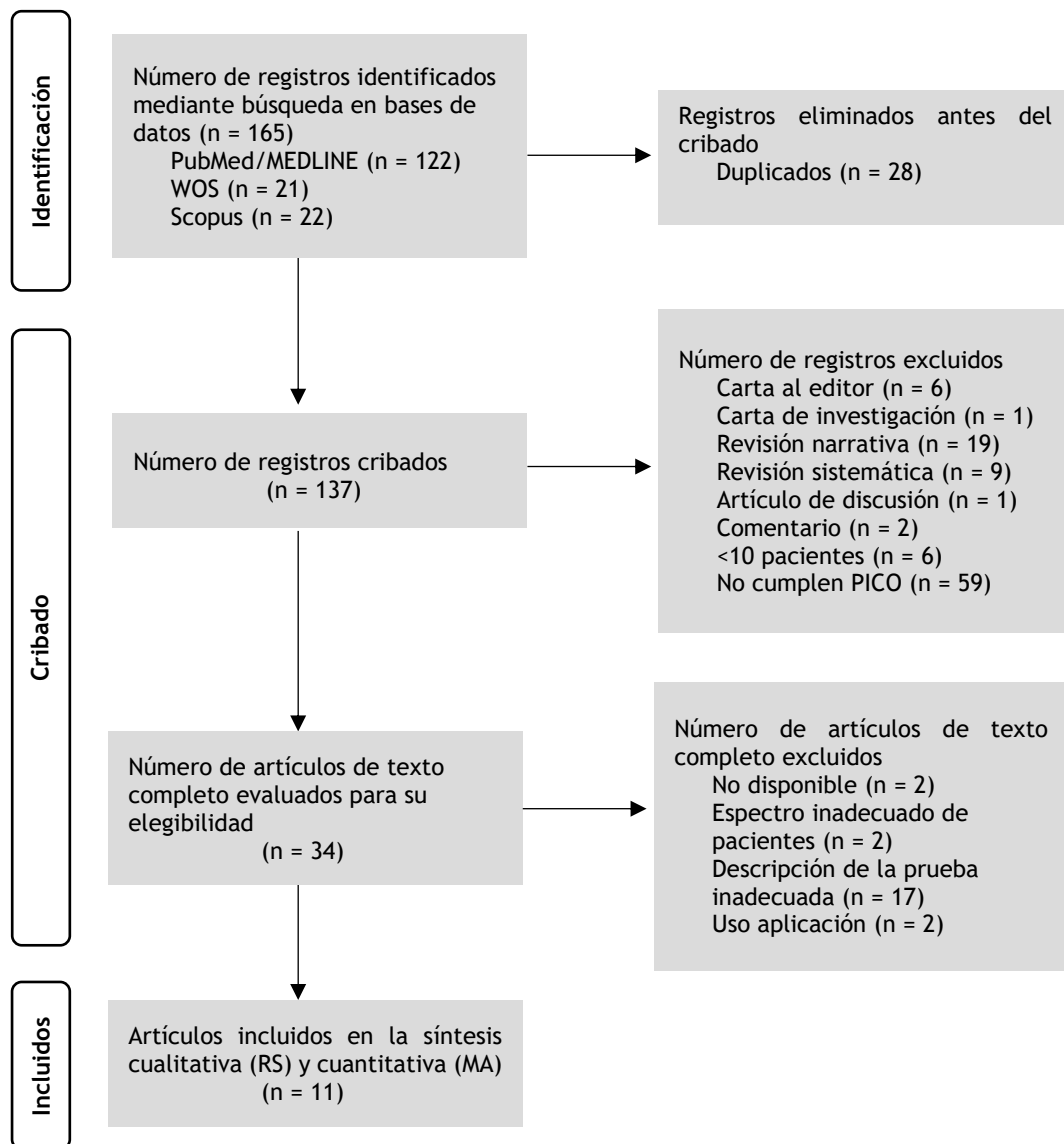 Identificación
Número de registros identificados
mediante búsqueda en bases de
datos (n = 165)
PubMed/MEDLINE (n = 122)
WOS (n = 21)
Scopus (n = 22)
Registros eliminados antes del
cribado
Duplicados (n = 28)
Cribado
Número de registros cribados
(n = 137)
Número de registros excluidos
Carta al editor (n = 6)
Carta de investigación (n = 1)
Revisión narrativa (n = 19)
Revisión sistemática (n = 9)
Artículo de discusión (n = 1)
Comentario (n = 2)
<10 pacientes (n = 6)
No cumplen PICO (n = 59)
Número de artículos de texto
completo evaluados para su
elegibilidad
(n = 34)
Número de artículos de texto
completo excluidos
No disponible (n = 2)
Espectro inadecuado de
pacientes (n = 2)
Descripción de la prueba
inadecuada (n = 17)
Uso aplicación (n = 2)
Incluidos
Artículos incluidos en la síntesis
cualitativa (RS) y cuantitativa (MA)
(n = 11)